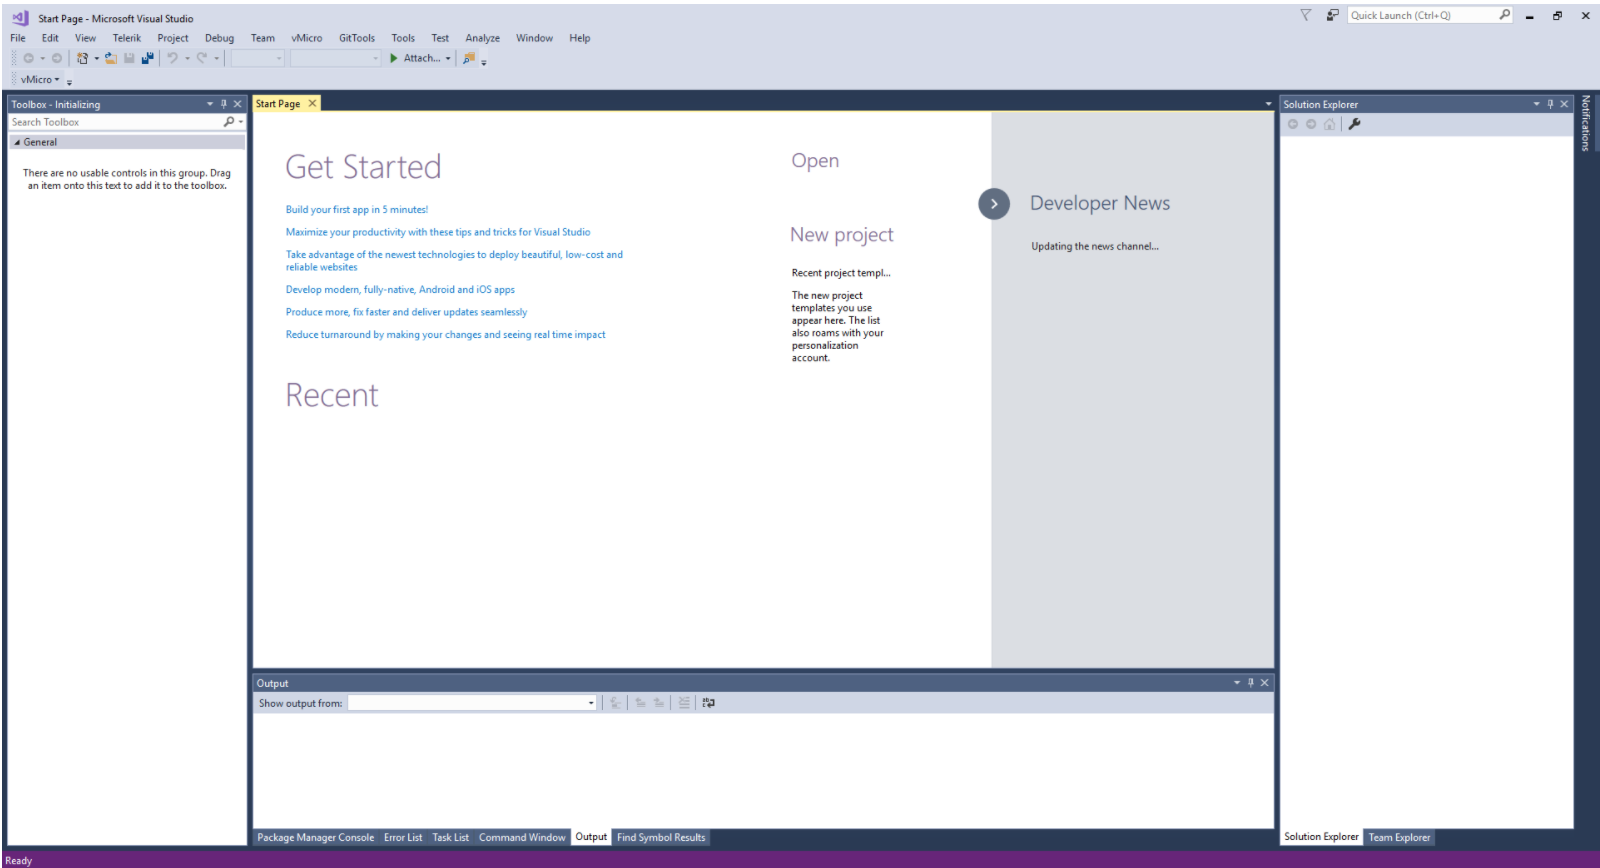 Start Page - Microsoft Visual Studio
Quick Launch (Ctrl+Q)
File Edit View Telerik Project Debug Team vMicro GitTools Tools Test Analyze Window Help
Attach...
vMicro
Toolbox - Initializing
Search Toolbox
General
There are no usable controls in this group. Drag
an item onto this text to add it to the toolbox.
Start Page
Get Started
Build your first app in 5 minutes!
Maximize your productivity with these tips and tricks for Visual Studio
Take advantage of the newest technologies to deploy beautiful, low-cost and
reliable websites
Develop modern, fully-native, Android and iOS apps
Produce more, fix faster and deliver updates seamlessly
Reduce turnaround by making your changes and seeing real time impact
Recent
Open
New project
Recent project templ...
The new project
templates you use
appear here. The list
also roams with your
personalization
account.
Developer News
Updating the news channel...
Solution Explorer
Notifications
Output
Show output from:
Package Manager Console Error List Task List Command Window Output Find Symbol Results
Solution Explorer Team Explorer
Ready